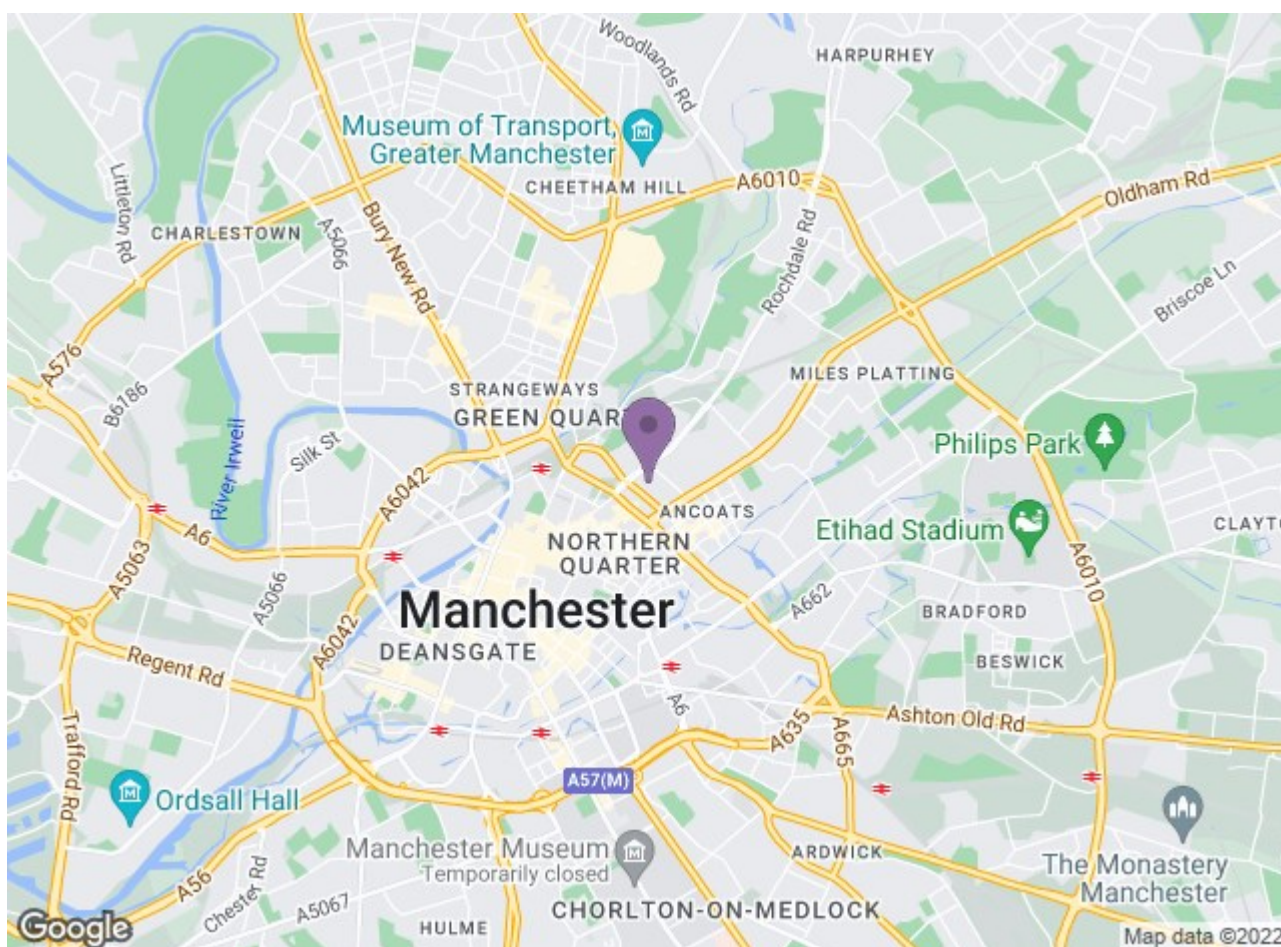 Woodlands Rd
HARPURHEY
Museum of Transport,
Greater Manchester
CHEETHAM HILL
A6010
Oldham Rd
Littleton Rd
CHARLESTOWN
A5066
Bury New Rd
Rochdale Rd
Briscoe Ln
A576
B6186
STRANGEWAYS
MILES PLATTING
GREEN QUART
Silk St
River Irwell
Philips Park
A6042
ANCOATS
Etihad Stadium
CLAYTO
A6
NORTHERN
QUARTER
A5063
A5066
A6010
A662
Manchester
BRADFORD
A6042
DEANSGATE
BESWICK
Regent Rd
A6
Ashton Old Rd
A635
A665
Trafford Rd
A57(M)
Ordsall Hall
Manchester Museum
Temporarily closed
ARDWICK
The Monastery
Manchester
A56
Chester Rd
A5067
HULME
CHORLTON-ON-MEDLOCK
Google
Map data ©2022